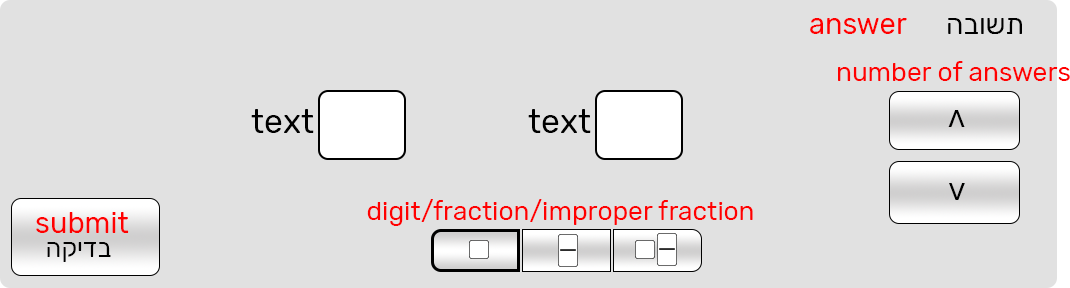 answer תשובה
number of answers
ᴧ
text text
v
digit/fraction/improper fraction
submit
בדיקה